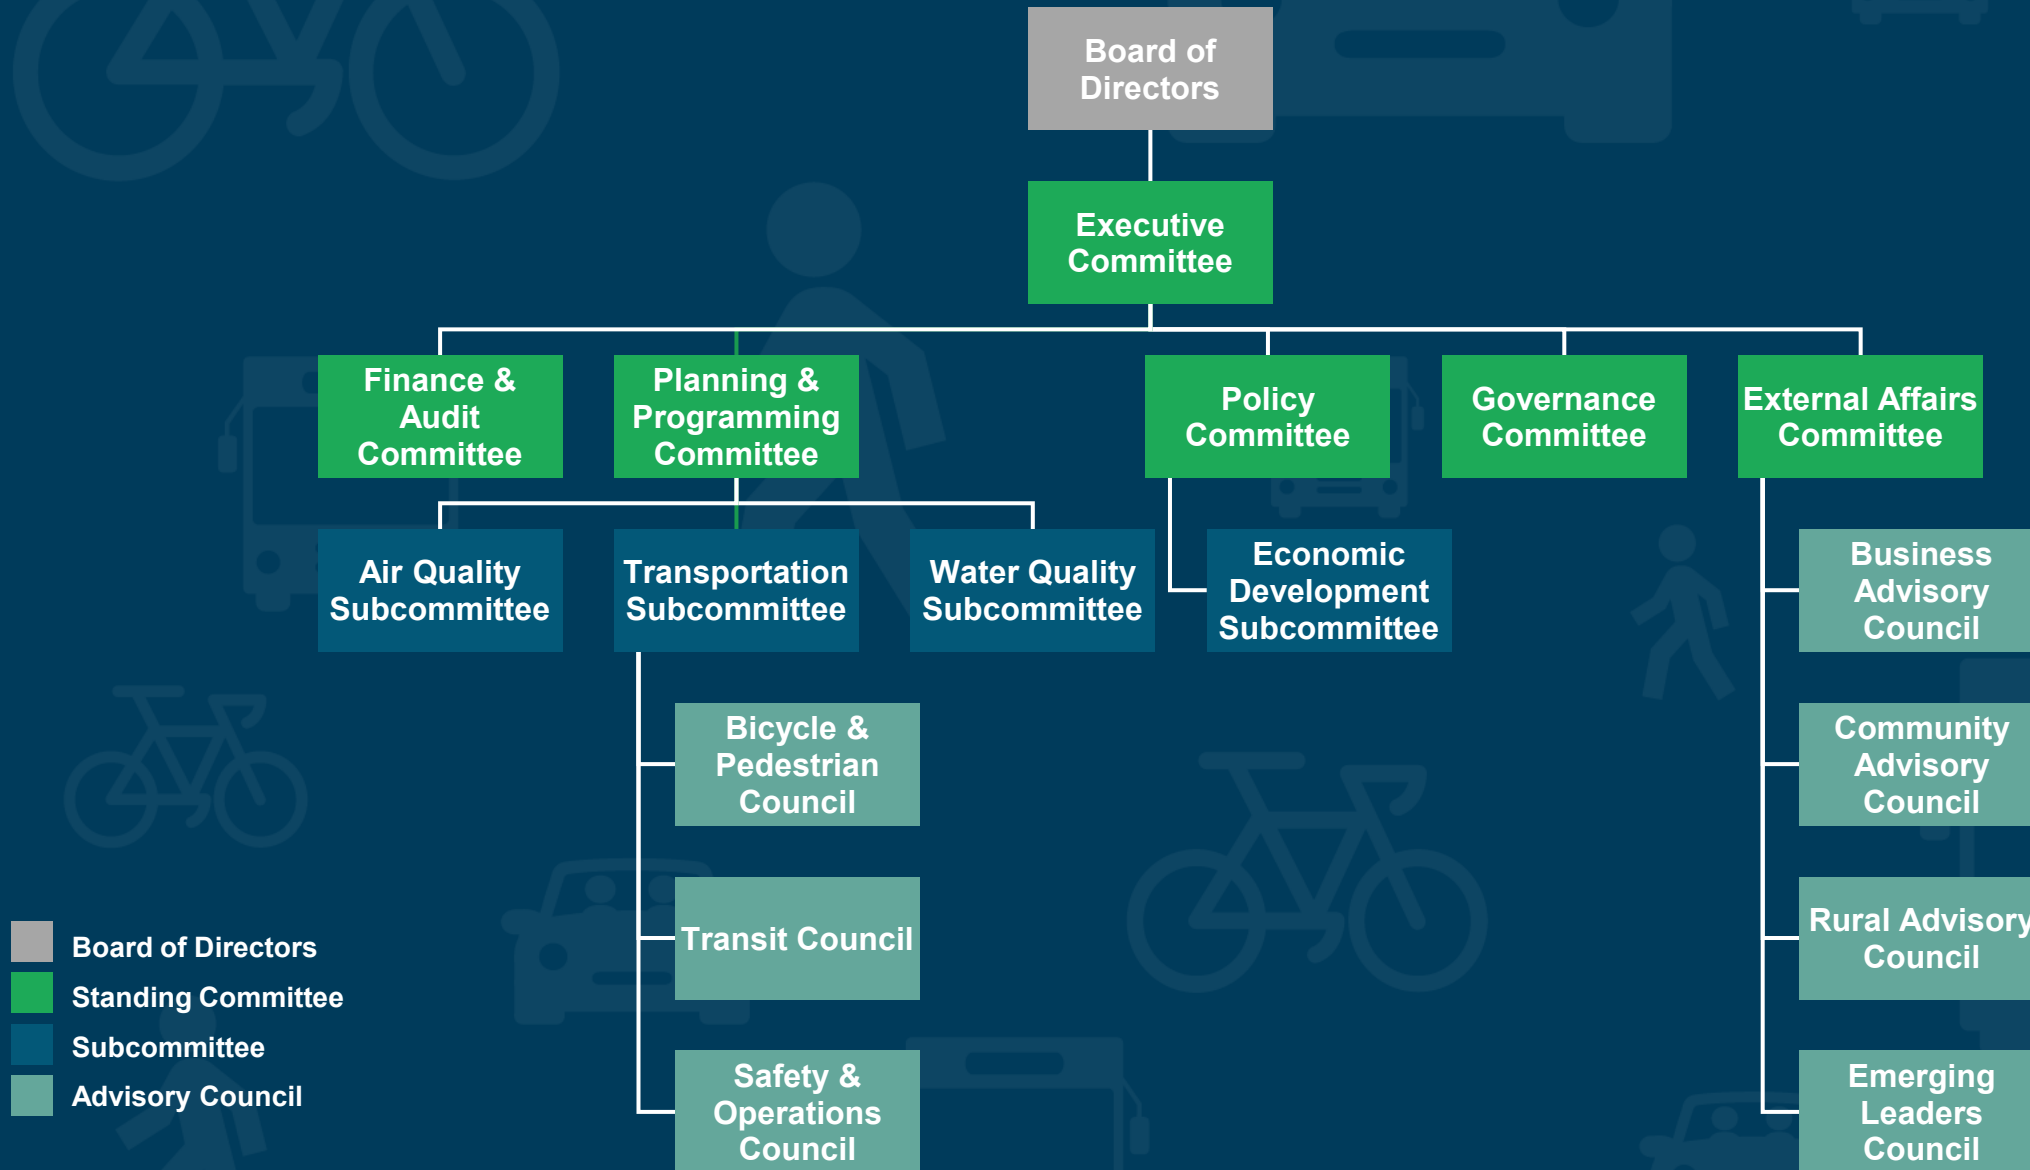 Board of
Directors
Executive
Committee
Finance &
Audit
Committee
Planning &
Programming
Committee
Policy
Committee
Governance
Committee
External Affairs
Committee
Air Quality
Subcommittee
Transportation
Subcommittee
Water Quality
Subcommittee
Economic
Development
Subcommittee
Business
Advisory
Council
Bicycle &
Pedestrian
Council
Community
Advisory
Council
Transit Council
Rural Advisory
Council
Safety &
Operations
Council
Emerging
Leaders
Council
Board of Directors
Standing Committee
Subcommittee
Advisory Council